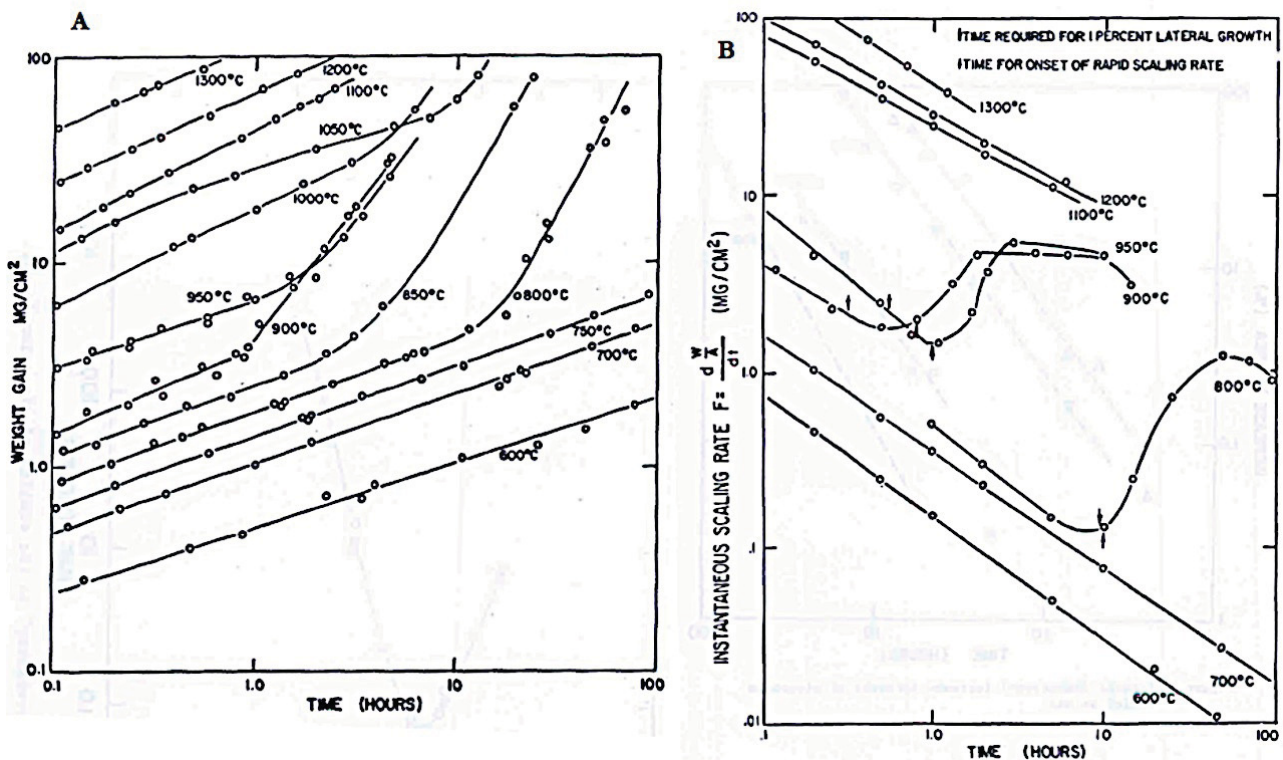 A
WEIGHT GAIN MG/CM²
100
10
1.0
0.1
0.1
1.0
10
100
TIME (HOURS)
1300°C
1200°C
1100°C
1050°C
1000°C
950°C
900°C
850°C
800°C
750°C
700°C
600°C
B
INSTANTANEOUS SCALING RATE F= d W/A / dt (MG/CM²)
100
10
1.0
.1
.01
.1
1.0
10
100
TIME (HOURS)
TIME REQUIRED FOR 1 PERCENT LATERAL GROWTH
TIME FOR ONSET OF RAPID SCALING RATE
1300°C
1200°C
1100°C
950°C
900°C
800°C
700°C
600°C